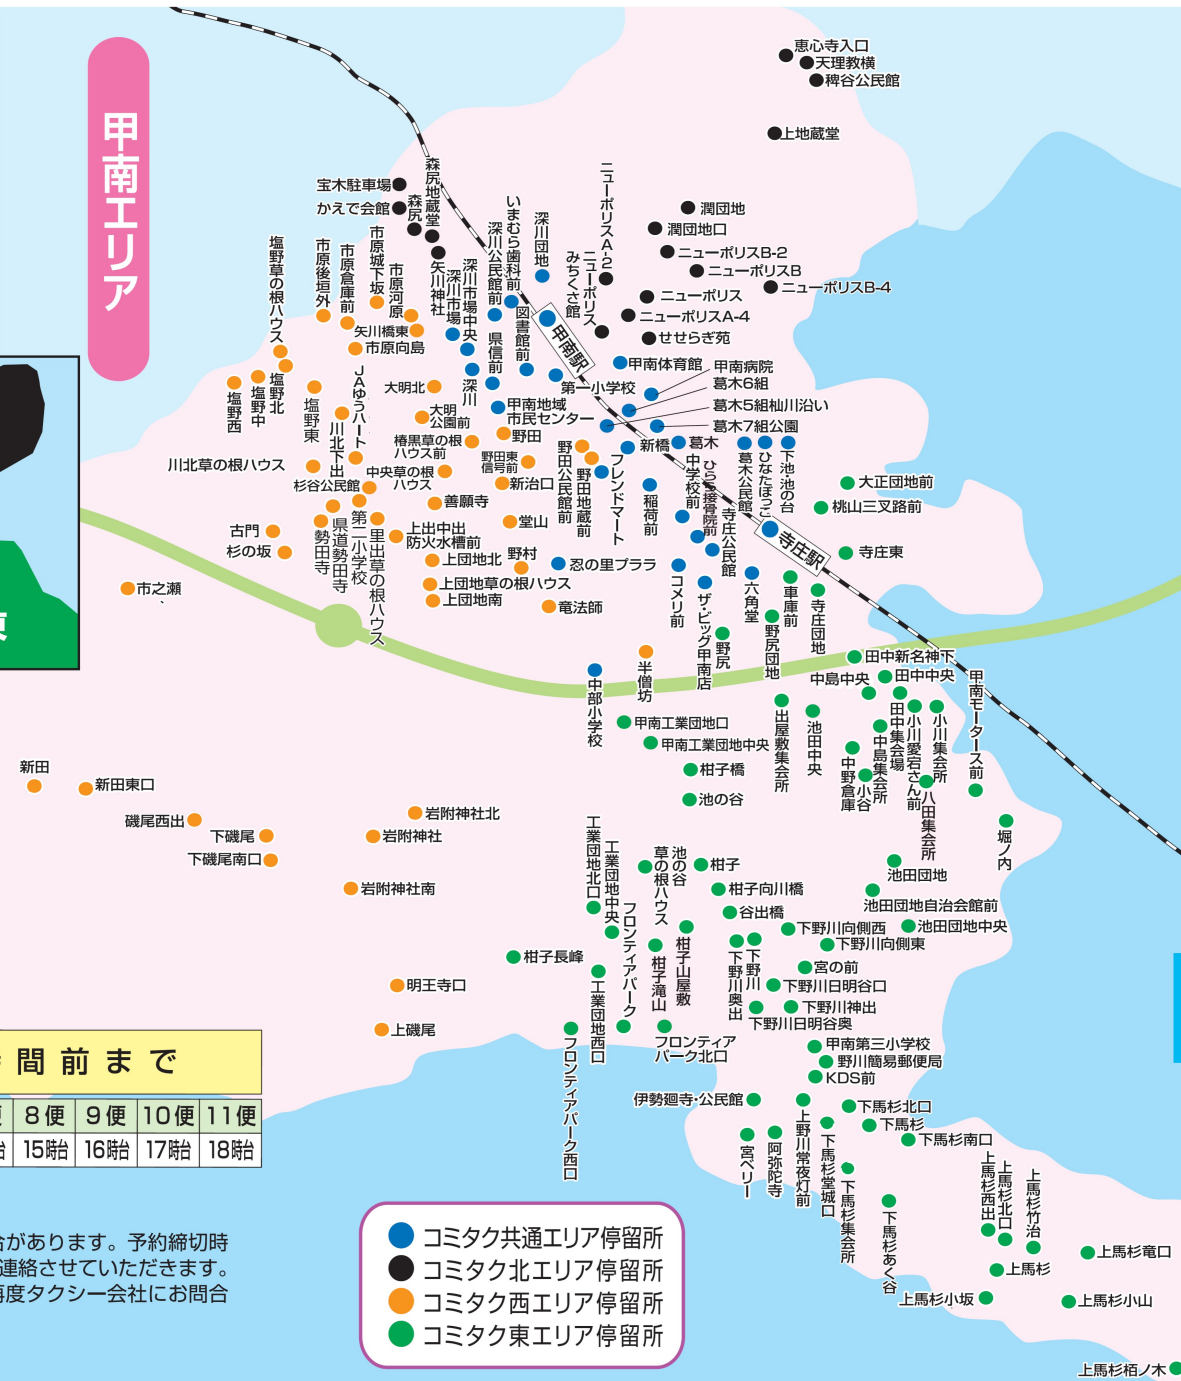 甲南エリア
恵心寺入口
天理教横
稗谷公民館
上地蔵堂
宝木駐車場
かえで会館
森尻
森尻地蔵堂
矢川神社
潤団地
潤団地口
ニューポリスB-2
ニューポリスB
ニューポリスB-4
ニューポリスA-2
ニューポリス
みちくさ館
ニューポリス
ニューポリスA-4
せせらぎ苑
塩野草の根ハウス
市原後垣外
市原倉庫前
市原城下坂
市原河原
矢川橋東
市原向島
深川市場
深川市場中央
深川公民館前
いまむら歯科前
深川団地
図書館前
県信前
深川
甲南駅
第一小学校
甲南体育館
甲南病院
葛木6組
葛木5組杣川沿い
葛木7組公園
甲南地域
市民センター
新橋
葛木
塩野西
塩野中
塩野北
塩野東
JAゆうハート
川北下出
大明北
大明
公園前
椿黒草の根
ハウス前
野田
野田東
信号前
新治口
中央草の根
ハウス
善願寺
堂山
川北草の根ハウス
杉谷公民館
野田公民館前
野田地蔵前
フレンドマート
稲荷前
中学校前
ひらき接骨院前
寺庄公民館
葛木公民館
ひなたぼっこ
下池池の台
大正団地前
桃山三叉路前
寺庄駅
寺庄東
古門
杉の坂
勢田寺
県道勢田寺
第二小学校
里出草の根ハウス
上出中出
防火水槽前
上団地北
上団地草の根ハウス
上団地南
野村
忍の里プララ
竜法師
市之瀬
コメリ前
ザ・ビッグ甲南店
六角堂
車庫前
寺庄団地
野尻
野尻団地
半僧坊
中部小学校
田中新名神下
中島中央
田中中央
田中集会場
小川愛宕さん前
小川集会所
甲南モータース前
甲南工業団地口
甲南工業団地中央
出屋敷集会所
池田中央
中野倉庫
小谷
中島集会所
八田集会所
柑子橋
池の谷
堀ノ内
新田
新田東口
磯尾西出
下磯尾
下磯尾南口
岩附神社北
岩附神社
岩附神社南
明王寺口
上磯尾
工業団地北口
工業団地中央
フロンティアパーク
池の谷
草の根ハウス
柑子
柑子向川橋
谷出橋
池田団地
池田団地自治会館前
池田団地中央
下野川向側西
下野川向側東
柑子長峰
工業団地西口
柑子滝山
柑子山屋敷
下野川奥出
下野川
宮の前
下野川日明谷口
下野川神出
下野川日明谷奥
フロンティアパーク西口
フロンティア
パーク北口
甲南第三小学校
野川簡易郵便局
KDS前
伊勢廻寺・公民館
宮ベリー
阿弥陀寺
上野川常夜灯前
下馬杉堂城口
下馬杉北口
下馬杉
下馬杉南口
下馬杉集会所
下馬杉あく谷
上馬杉西出
上馬杉北口
上馬杉竹治
上馬杉竜口
上馬杉
上馬杉小坂
上馬杉小山
上馬杉栢ノ木
間前まで
8便 9便 10便 11便
15時台 16時台 17時台 18時台
合があります。予約締切時
連絡させていただきます。
再度タクシー会社にお問合
コミタク共通エリア停留所
コミタク北エリア停留所
コミタク西エリア停留所
コミタク東エリア停留所